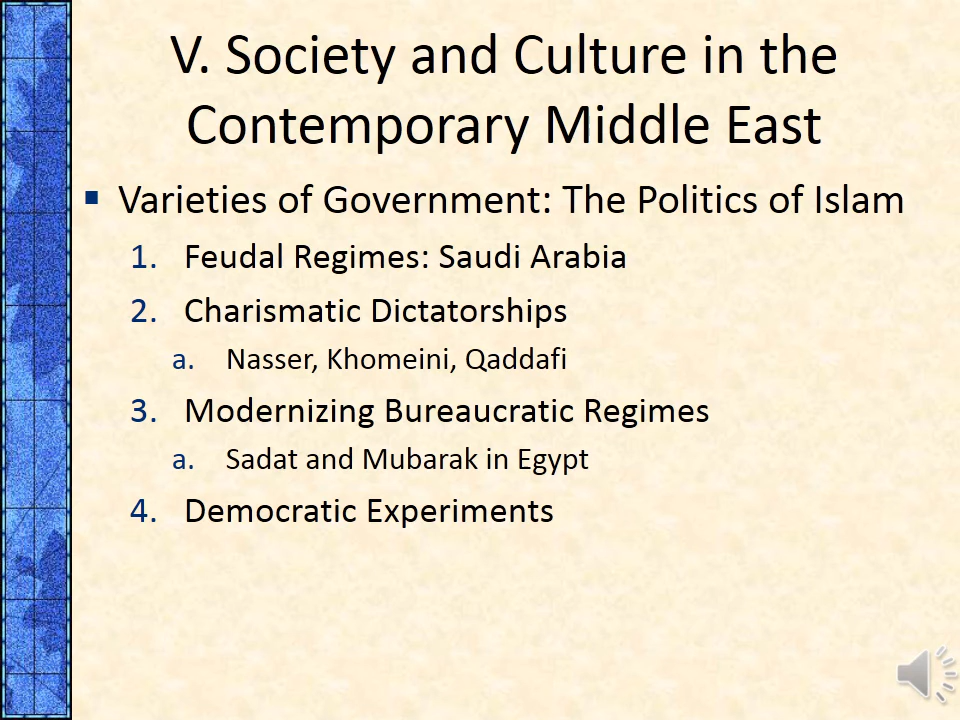 V. Society and Culture in the
Contemporary Middle East
▪ Varieties of Government: The Politics of Islam
1. Feudal Regimes: Saudi Arabia
2. Charismatic Dictatorships
a. Nasser, Khomeini, Qaddafi
3. Modernizing Bureaucratic Regimes
a. Sadat and Mubarak in Egypt
4. Democratic Experiments